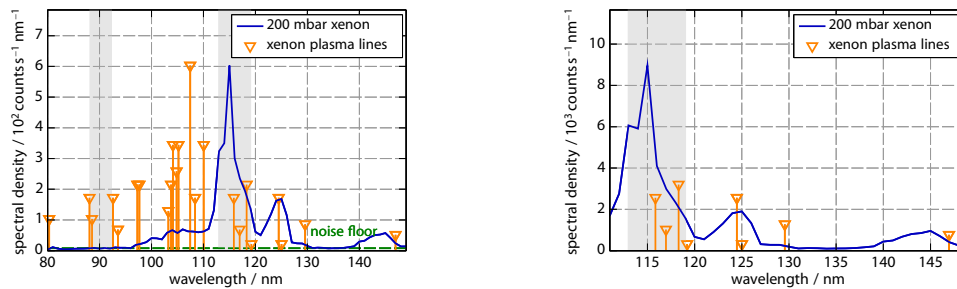 200 mbar xenon
xenon plasma lines
7
6
5
4
3
2
1
0
spectral density / 10² counts s⁻¹ nm⁻¹
noise floor
80 90 100 110 120 130 140
wavelength / nm
200 mbar xenon
xenon plasma lines
10
8
6
4
2
0
spectral density / 10³ counts s⁻¹ nm⁻¹
115 120 125 130 135 140 145
wavelength / nm